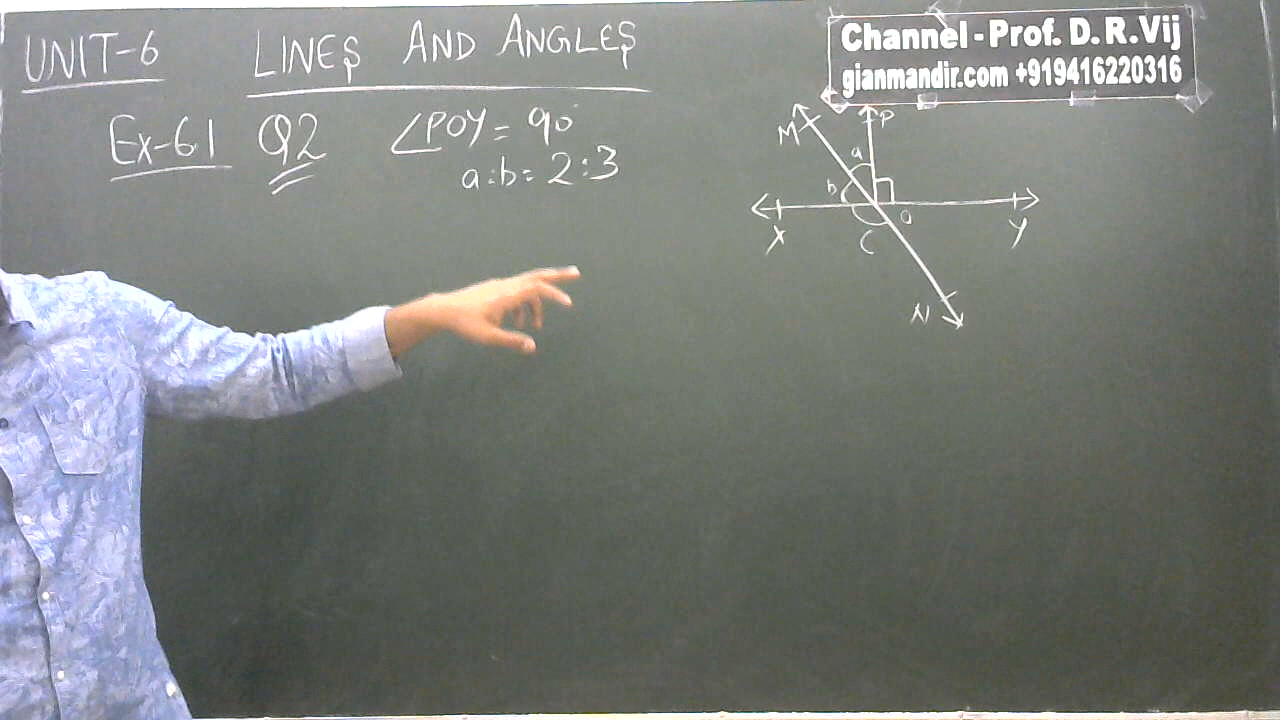 UNIT-6 LINES AND ANGLES
Channel - Prof. D. R. Vij
gianmandir.com +919416220316
Ex-6.1 Q2 ∠POY = 90°
a:b = 2:3
M P
a
b
O
X C Y
N